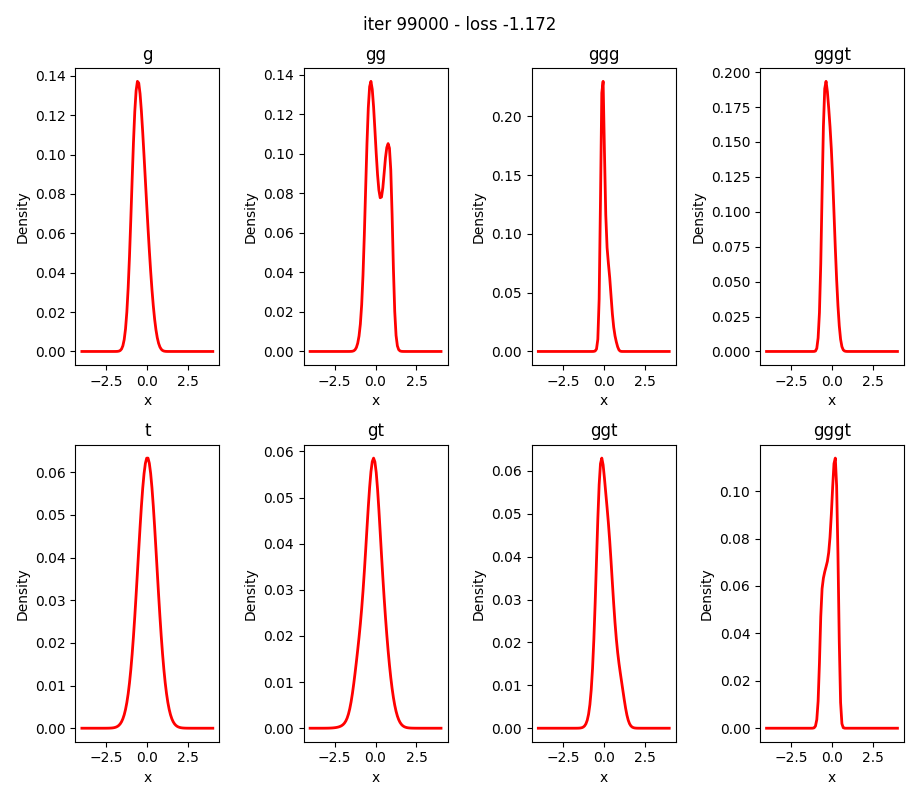 iter 99000 - loss -1.172
g gg ggg gggt
0.14 0.12 0.10 0.08 0.06 0.04 0.02 0.00
Density
−2.5 0.0 2.5
x
0.14 0.12 0.10 0.08 0.06 0.04 0.02 0.00
Density
−2.5 0.0 2.5
x
0.20 0.15 0.10 0.05 0.00
Density
−2.5 0.0 2.5
x
0.200 0.175 0.150 0.125 0.100 0.075 0.050 0.025 0.000
Density
−2.5 0.0 2.5
x
t gt ggt gggt
0.06 0.05 0.04 0.03 0.02 0.01 0.00
Density
−2.5 0.0 2.5
x
0.06 0.05 0.04 0.03 0.02 0.01 0.00
Density
−2.5 0.0 2.5
x
0.06 0.05 0.04 0.03 0.02 0.01 0.00
Density
−2.5 0.0 2.5
x
0.10 0.08 0.06 0.04 0.02 0.00
Density
−2.5 0.0 2.5
x